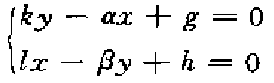 ky − αx + g = 0
lx − βy + h = 0